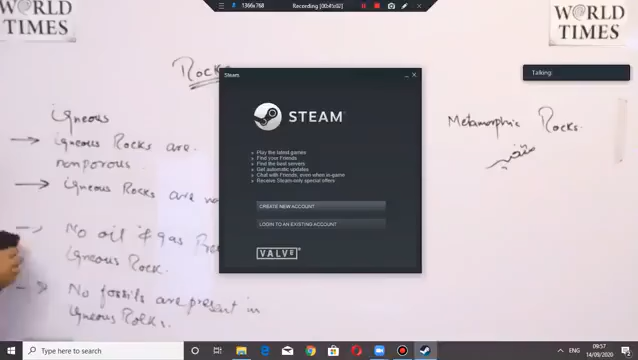 WORLD
TIMES
1366x768
Recording [00:41:02]
WORLD
TIMES
Rocks
Steam
Talking:
STEAM
Igneous
Metamorphic Rocks.
→ igneous Rocks are
nonporous.
Play the latest games
Find your Friends
Find the best servers
Get automatic updates
Chat with Friends, even when in-game
Receive Steam-only special offers
→ igneous Rocks are
CREATE NEW ACCOUNT
LOGIN TO AN EXISTING ACCOUNT
No oil & gas
igneous Rock.
VALVE
→ No fossils are present in
igneous Rocks.
Type here to search
ENG
09:57
14/09/2020